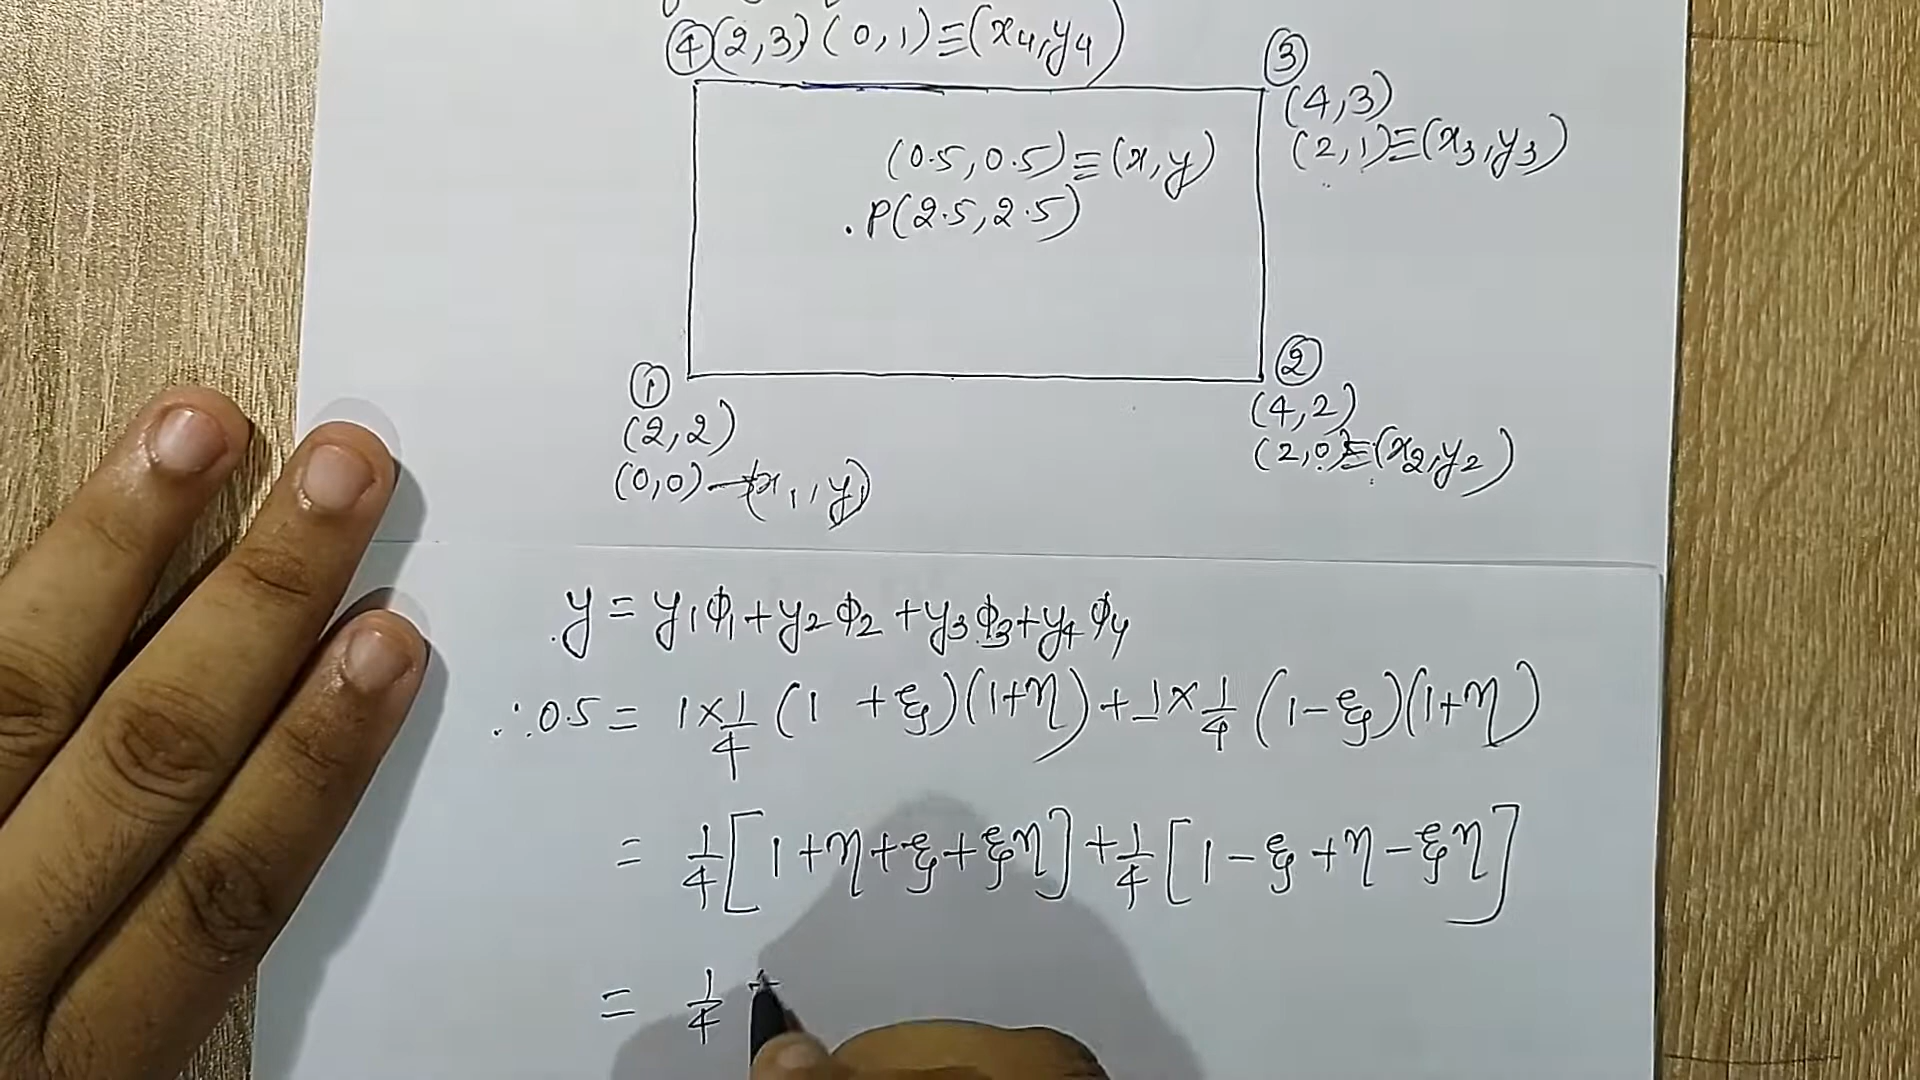 ④(2,3) (0,1)≡(x₄,y₄)
③
(4,3)
(2,1)≡(x₃,y₃)
(0.5,0.5)≡(x,y)
.P(2.5,2.5)
①
(2,2)
(0,0)→(x₁,y₁)
②
(4,2)
(2,0)≡(x₂,y₂)
y = y₁ϕ₁+y₂ϕ₂+y₃ϕ₃+y₄ϕ₄
∴0.5 = 1×1/4 (1+ξ)(1+η)+1×1/4 (1-ξ)(1+η)
= 1/4[1+η+ξ+ξη]+1/4[1-ξ+η-ξη]
= 1/4